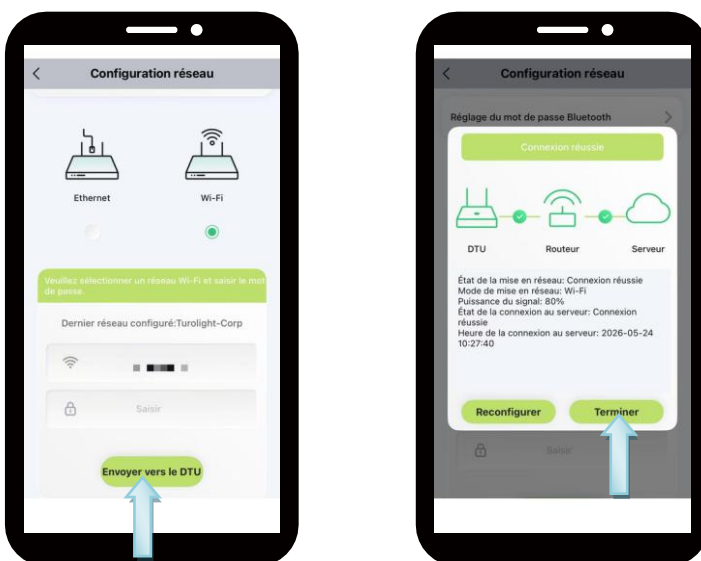 Configuration réseau
Ethernet
Wi-Fi
Veuillez sélectionner un réseau Wi-Fi et saisir le mot
de passe.
Dernier réseau configuré:Turolight-Corp
Saisir
Envoyer vers le DTU
Configuration réseau
Réglage du mot de passe Bluetooth
Connexion réussie
DTU
Routeur
Serveur
État de la mise en réseau: Connexion réussie
Mode de mise en réseau: Wi-Fi
Puissance du signal: 80%
État de la connexion au serveur: Connexion
réussie
Heure de la connexion au serveur: 2026-05-24
10:27:40
Reconfigurer
Terminer
Saisir